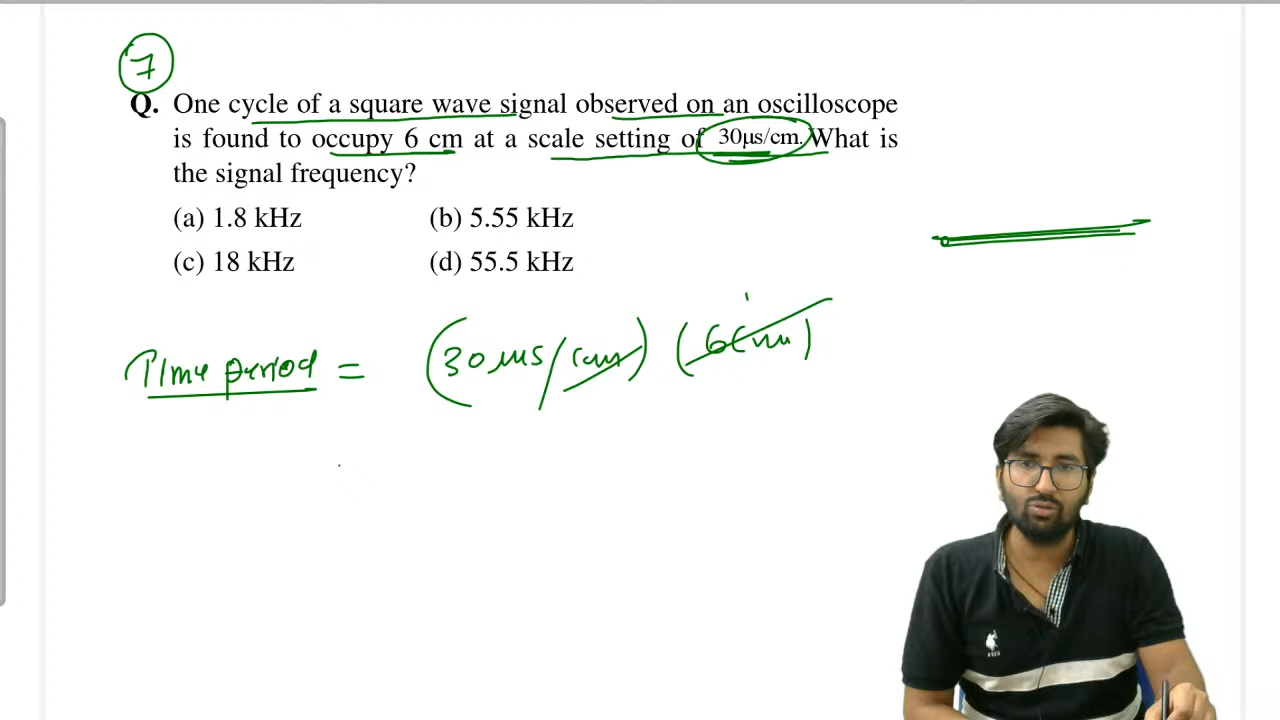 7
Q. One cycle of a square wave signal observed on an oscilloscope
is found to occupy 6 cm at a scale setting of 30μs/cm. What is
the signal frequency?
(a) 1.8 kHz (b) 5.55 kHz
(c) 18 kHz (d) 55.5 kHz
Time period = (30 μs/cm) (6 cm)